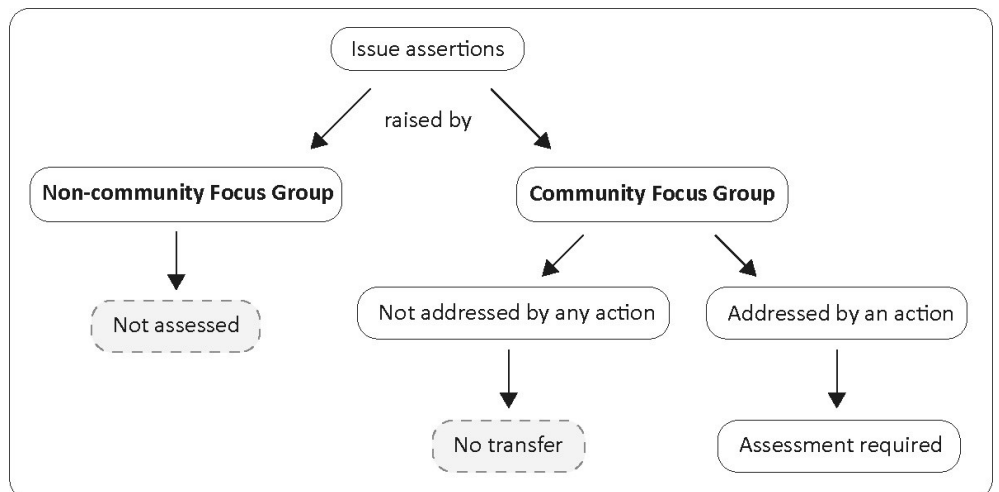 Issue assertions
raised by
Non-community Focus Group
Community Focus Group
Not assessed
Not addressed by any action
Addressed by an action
No transfer
Assessment required